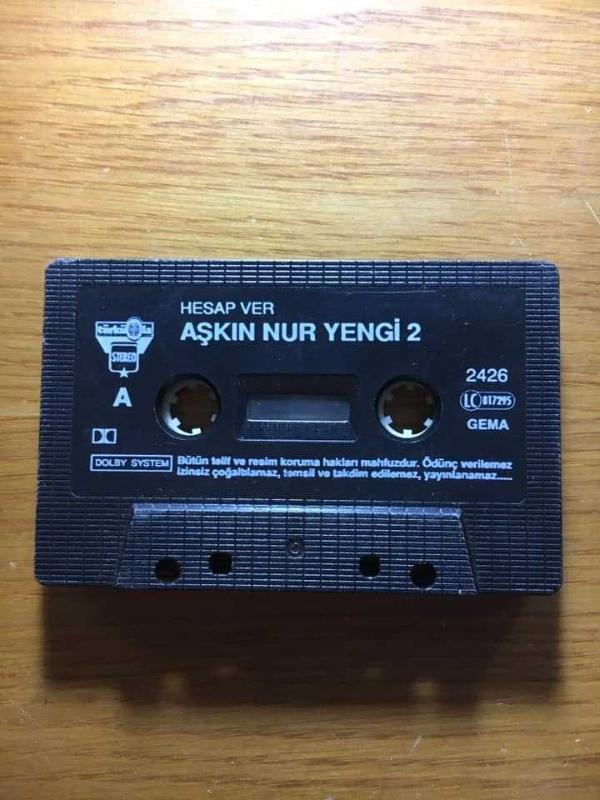 HESAP VER
AŞKIN NUR YENGİ 2
türküola
STEREO
A
2426
LC 817295
GEMA
DOLBY SYSTEM
Bütün telif ve resim koruma hakları mahfuzdur. Ödünç verilemez
izinsiz çoğaltılamaz, temsil ve takdim edilemez, yayınlanamaz.....